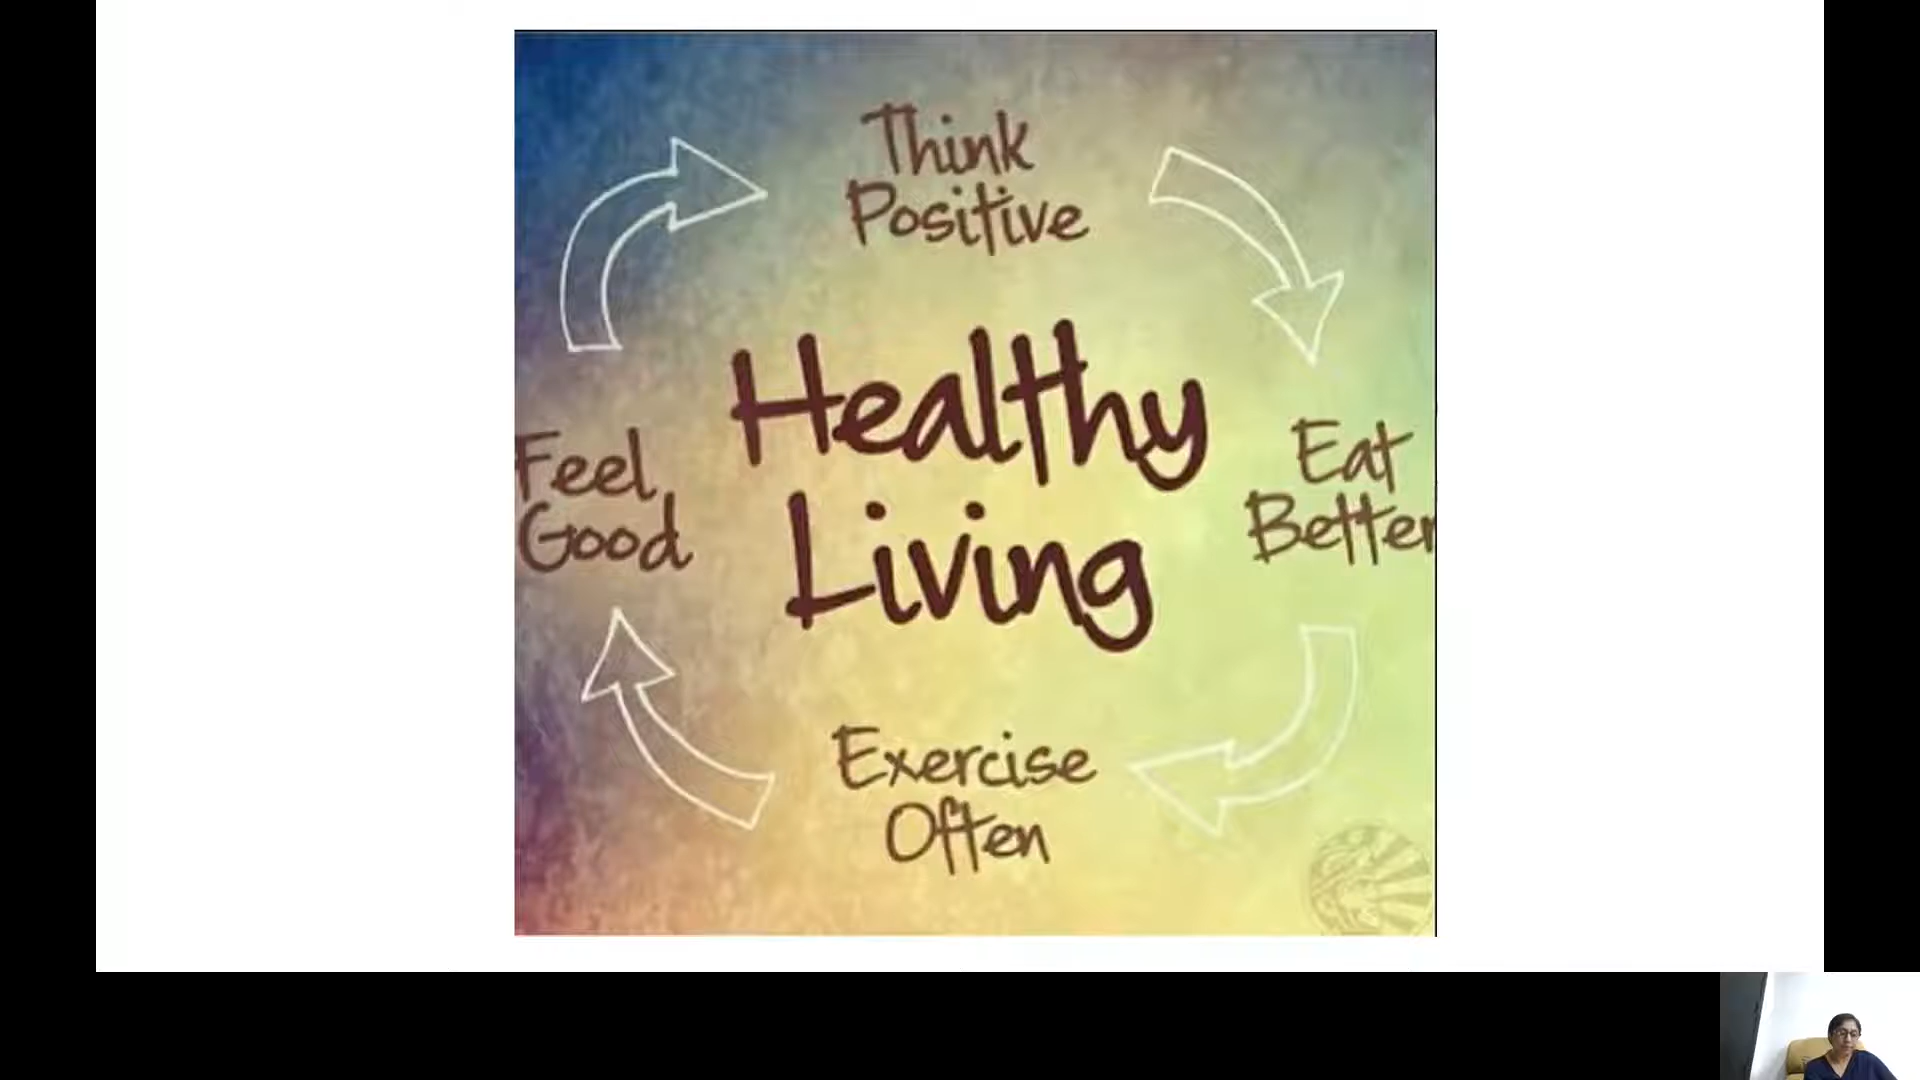 Think
Positive
Healthy
Living
Feel
Good
Eat
Better
Exercise
Often